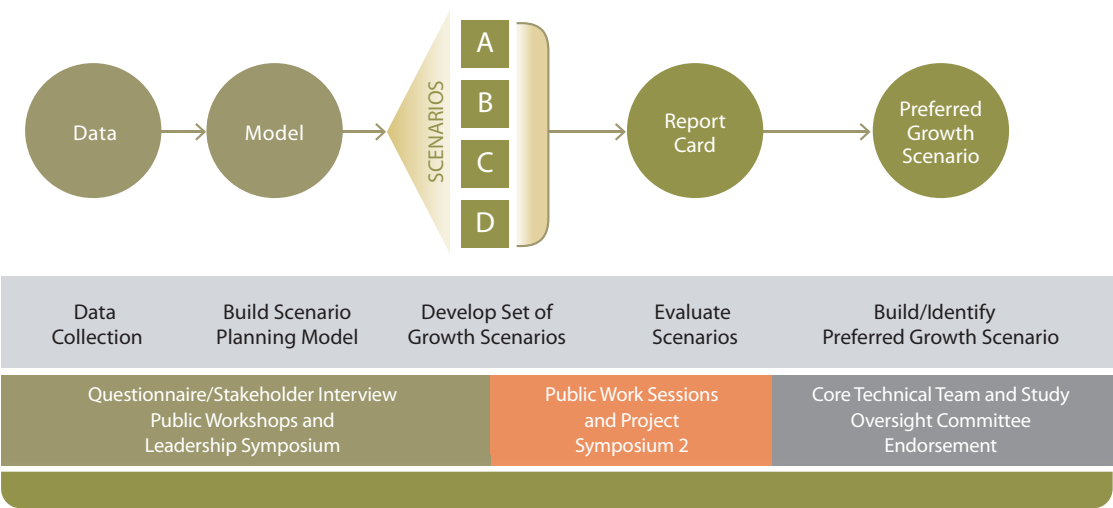 Data
Model
SCENARIOS
A
B
C
D
Report
Card
Preferred
Growth
Scenario
Data
Collection
Build Scenario
Planning Model
Develop Set of
Growth Scenarios
Evaluate
Scenarios
Build/Identify
Preferred Growth Scenario
Questionnaire/Stakeholder Interview
Public Workshops and
Leadership Symposium
Public Work Sessions
and Project
Symposium 2
Core Technical Team and Study
Oversight Committee
Endorsement